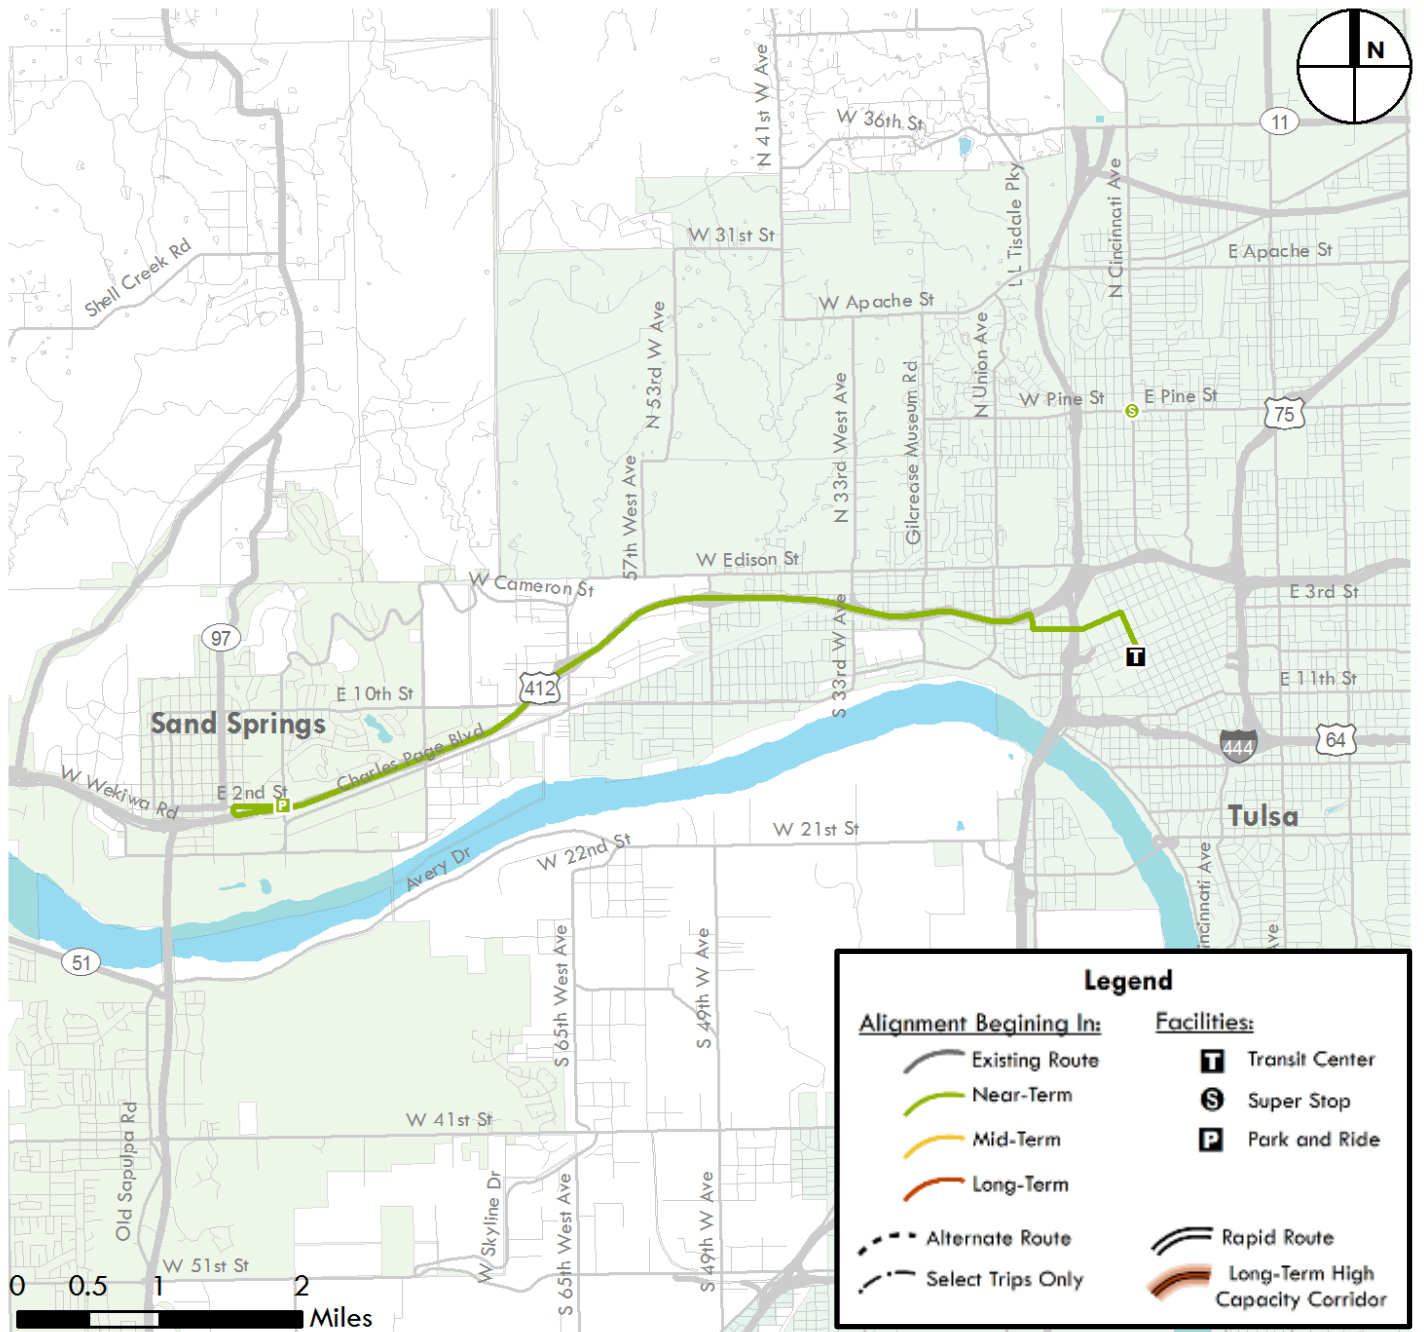 N
N 41st W Ave
W 36th St
11
L L Tisdale Pky
N Cincinnati Ave
W 31st St
E Apache St
Shell Creek Rd
W Apache St
N 53rd W Ave
N Union Ave
Gilcrease Museum Rd
N 33rd West Ave
W Pine St
S
E Pine St
75
57th West Ave
W Edison St
W Cameron St
E 3rd St
97
S 33rd W Ave
T
412
E 10th St
E 11th St
Sand Springs
Charles Page Blvd
444
64
W Wekiwa Rd
E 2nd St
P
Tulsa
W 21st St
W 22nd St
Avery Dr
incinnati Ave
Ave
51
S 65th West Ave
S 49th W Ave
W 41st St
Old Sapulpa Rd
W Skyline Dr
S 65th West Ave
S 49th W Ave
W 51st St
0 0.5 1 2
Miles
Legend
Alignment Begining In:
Existing Route
Near-Term
Mid-Term
Long-Term
Alternate Route
Select Trips Only
Facilities:
T Transit Center
S Super Stop
P Park and Ride
Rapid Route
Long-Term High
Capacity Corridor